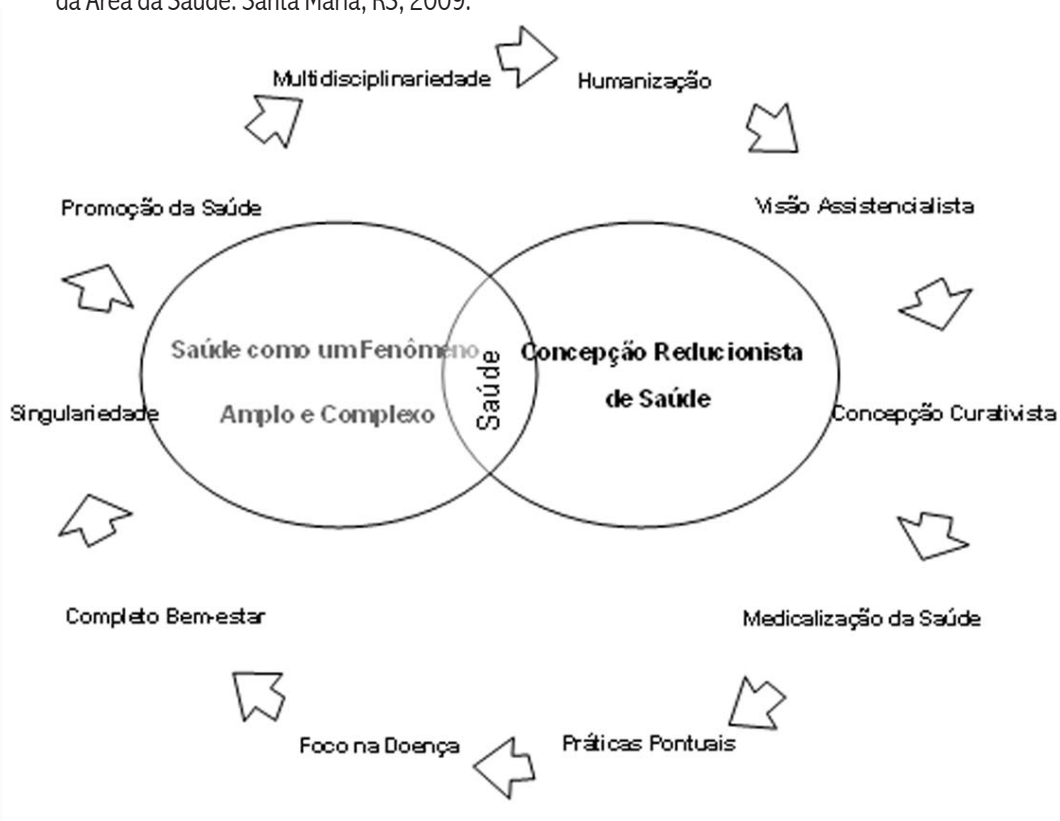 da Área da Saúde. Santa Maria, RS, 2009.
Multidisciplinariedade
Humanização
Promoção da Saúde
Visão Assistencialista
Saúde como um Fenômeno
Amplo e Complexo
Saúde
Concepção Reducionista
de Saúde
Singulariedade
Concepção Curativista
Completo Bem-estar
Medicalização da Saúde
Foco na Doença
Práticas Pontuais